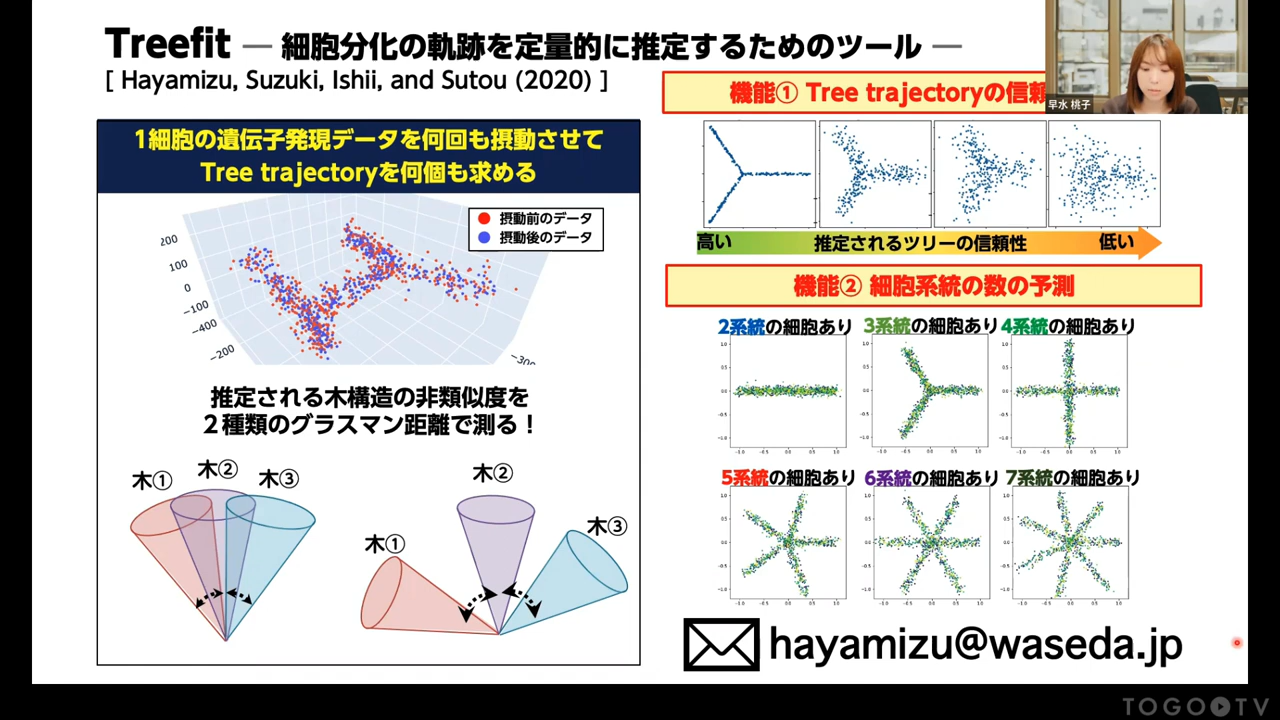 Treefit — 細胞分化の軌跡を定量的に推定するためのツール —
[ Hayamizu, Suzuki, Ishii, and Sutou (2020) ]
1細胞の遺伝子発現データを何回も摂動させて
Tree trajectoryを何個も求める
摂動前のデータ
摂動後のデータ
200
100
0
−100
−400
−200
−300
推定される木構造の非類似度を
２種類のグラスマン距離で測る！
木①
木②
木③
木①
木②
木③
機能① Tree trajectoryの信頼
早水 桃子
高い
推定されるツリーの信頼性
低い
機能② 細胞系統の数の予測
2系統の細胞あり
3系統の細胞あり
4系統の細胞あり
5系統の細胞あり
6系統の細胞あり
7系統の細胞あり
hayamizu@waseda.jp
TOGO TV